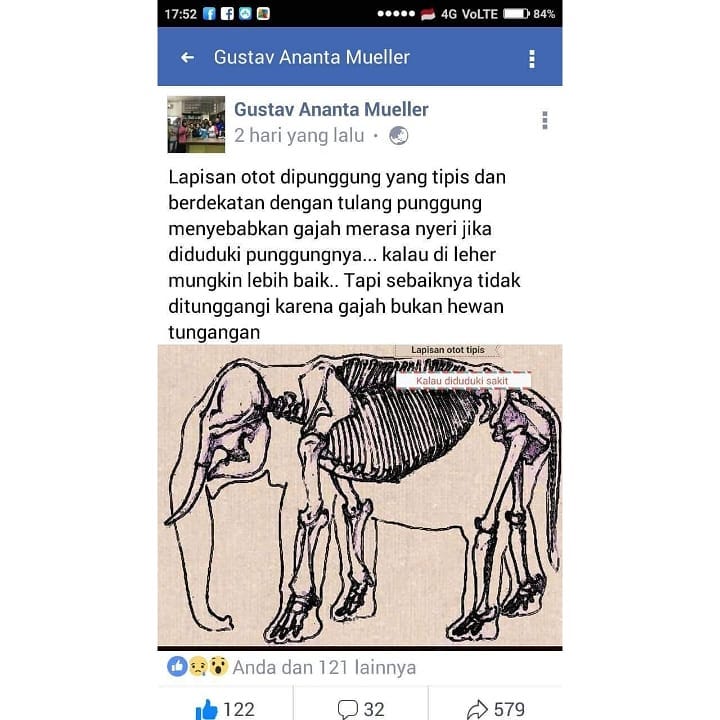 17:52
4G VoLTE 84%
Gustav Ananta Mueller
Gustav Ananta Mueller
2 hari yang lalu ·
Lapisan otot dipunggung yang tipis dan
berdekatan dengan tulang punggung
menyebabkan gajah merasa nyeri jika
diduduki punggungnya... kalau di leher
mungkin lebih baik.. Tapi sebaiknya tidak
ditunggangi karena gajah bukan hewan
tungangan
Lapisan otot tipis
Kalau diduduki sakit
Anda dan 121 lainnya
122 32 579